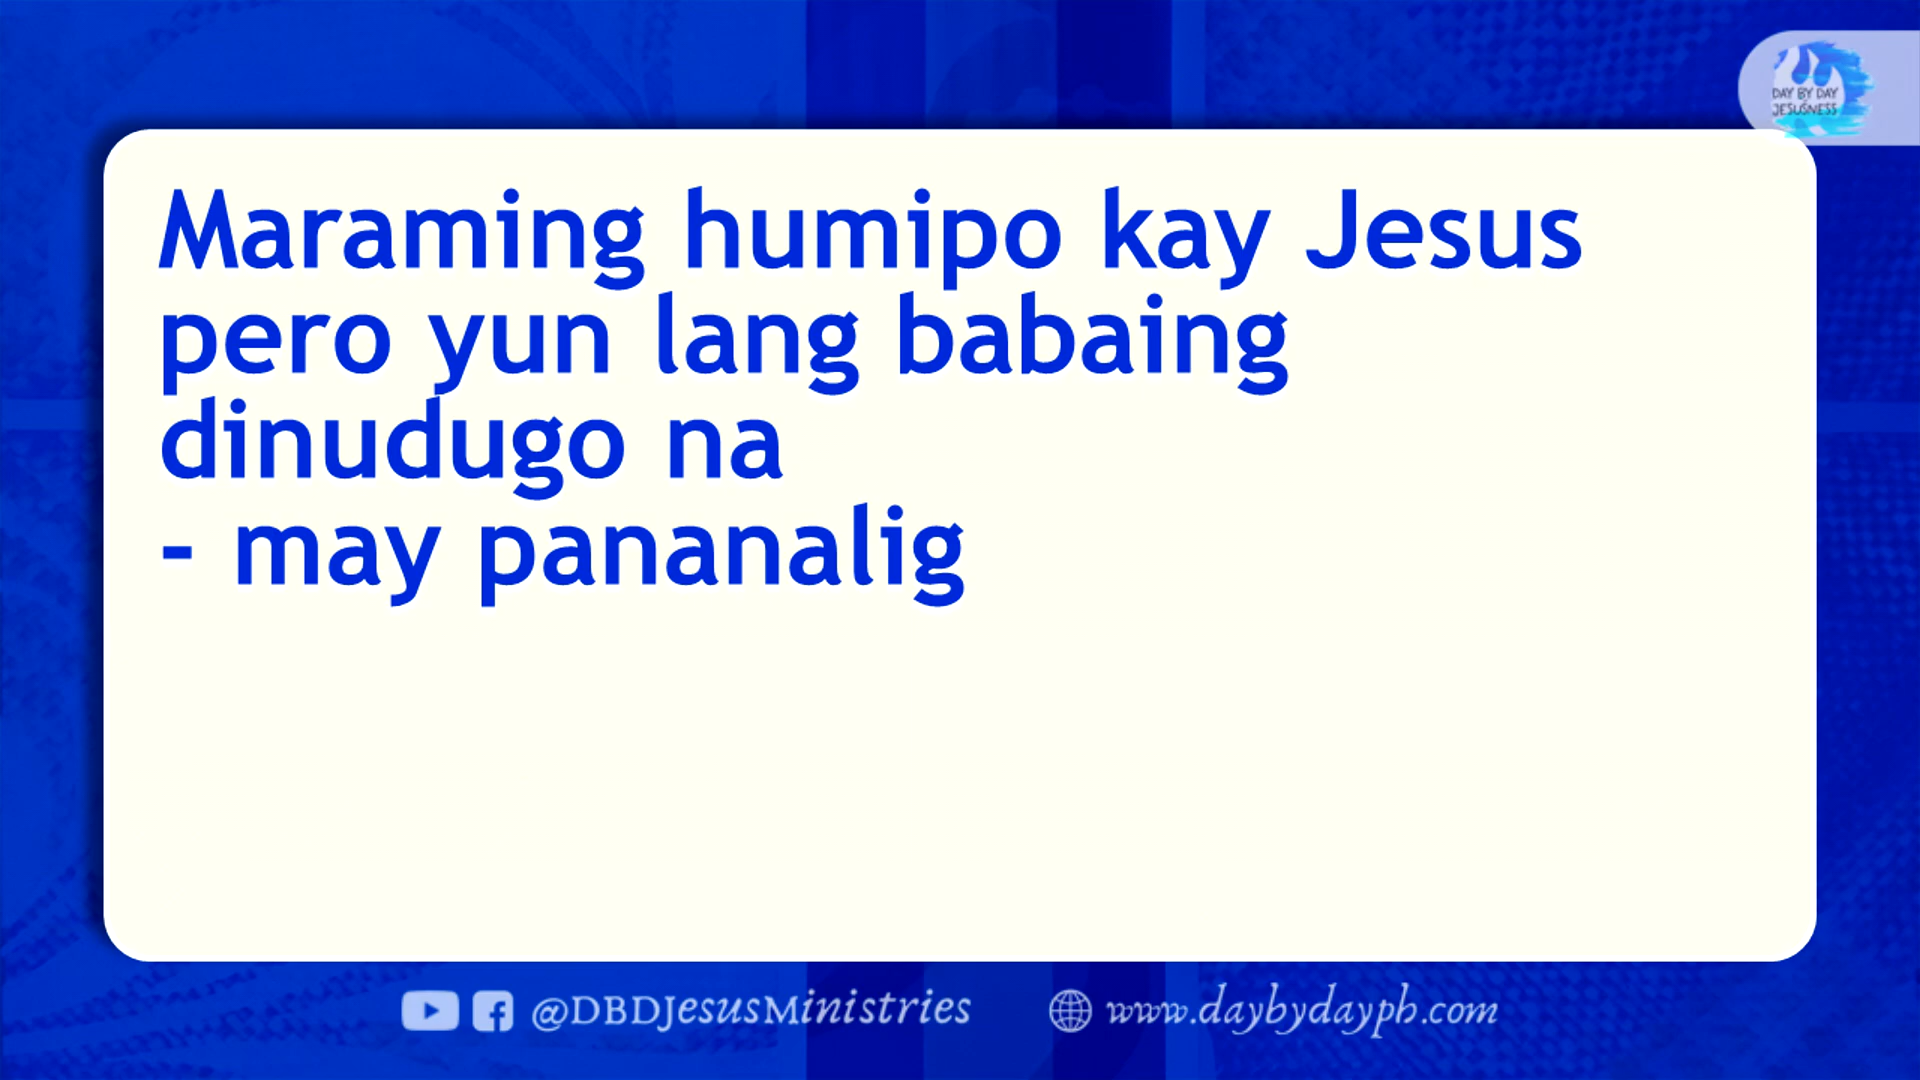 DAY BY DAY
JESUSNESS
Maraming humipo kay Jesus
pero yun lang babaing
dinudugo na
- may pananalig
@DBDJesusMinistries
www.daybydayph.com